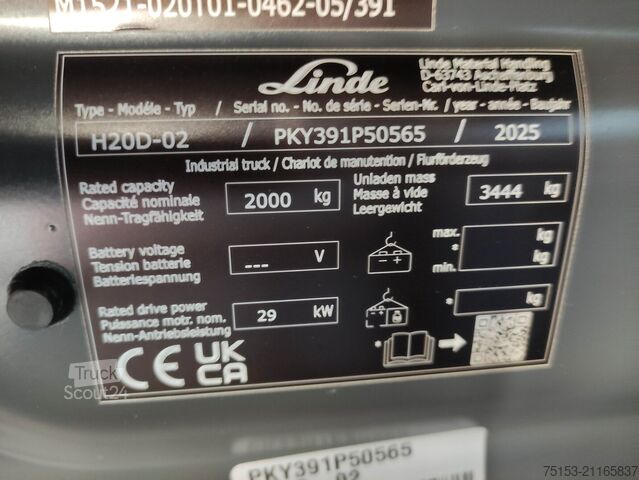 M1521-020T01-0462-05/391
Linde
Linde Material Handling
D-63743 Aschaffenburg
Carl-von-Linde-Platz
Type - Modèle - Typ / Serial no. - No. de série - Serien-Nr. / year - année - Baujahr
H20D-02 / PKY391P50565 / 2025
Industrial truck / Chariot de manutention / Flurförderzeug
Rated capacity
Capacité nominale
Nenn-Tragfähigkeit
2000 kg
Unladen mass
Masse à vide
Leergewicht
3444 kg
Battery voltage
Tension batterie
Batteriespannung
--- V
max. kg
* kg
min.
Rated drive power
Puissance motr. nom.
Nenn-Antriebsleistung
29 kW
* kg
*
CE UK
CA
Truck
Scout24
PKY391P50565
02
75153-21165837